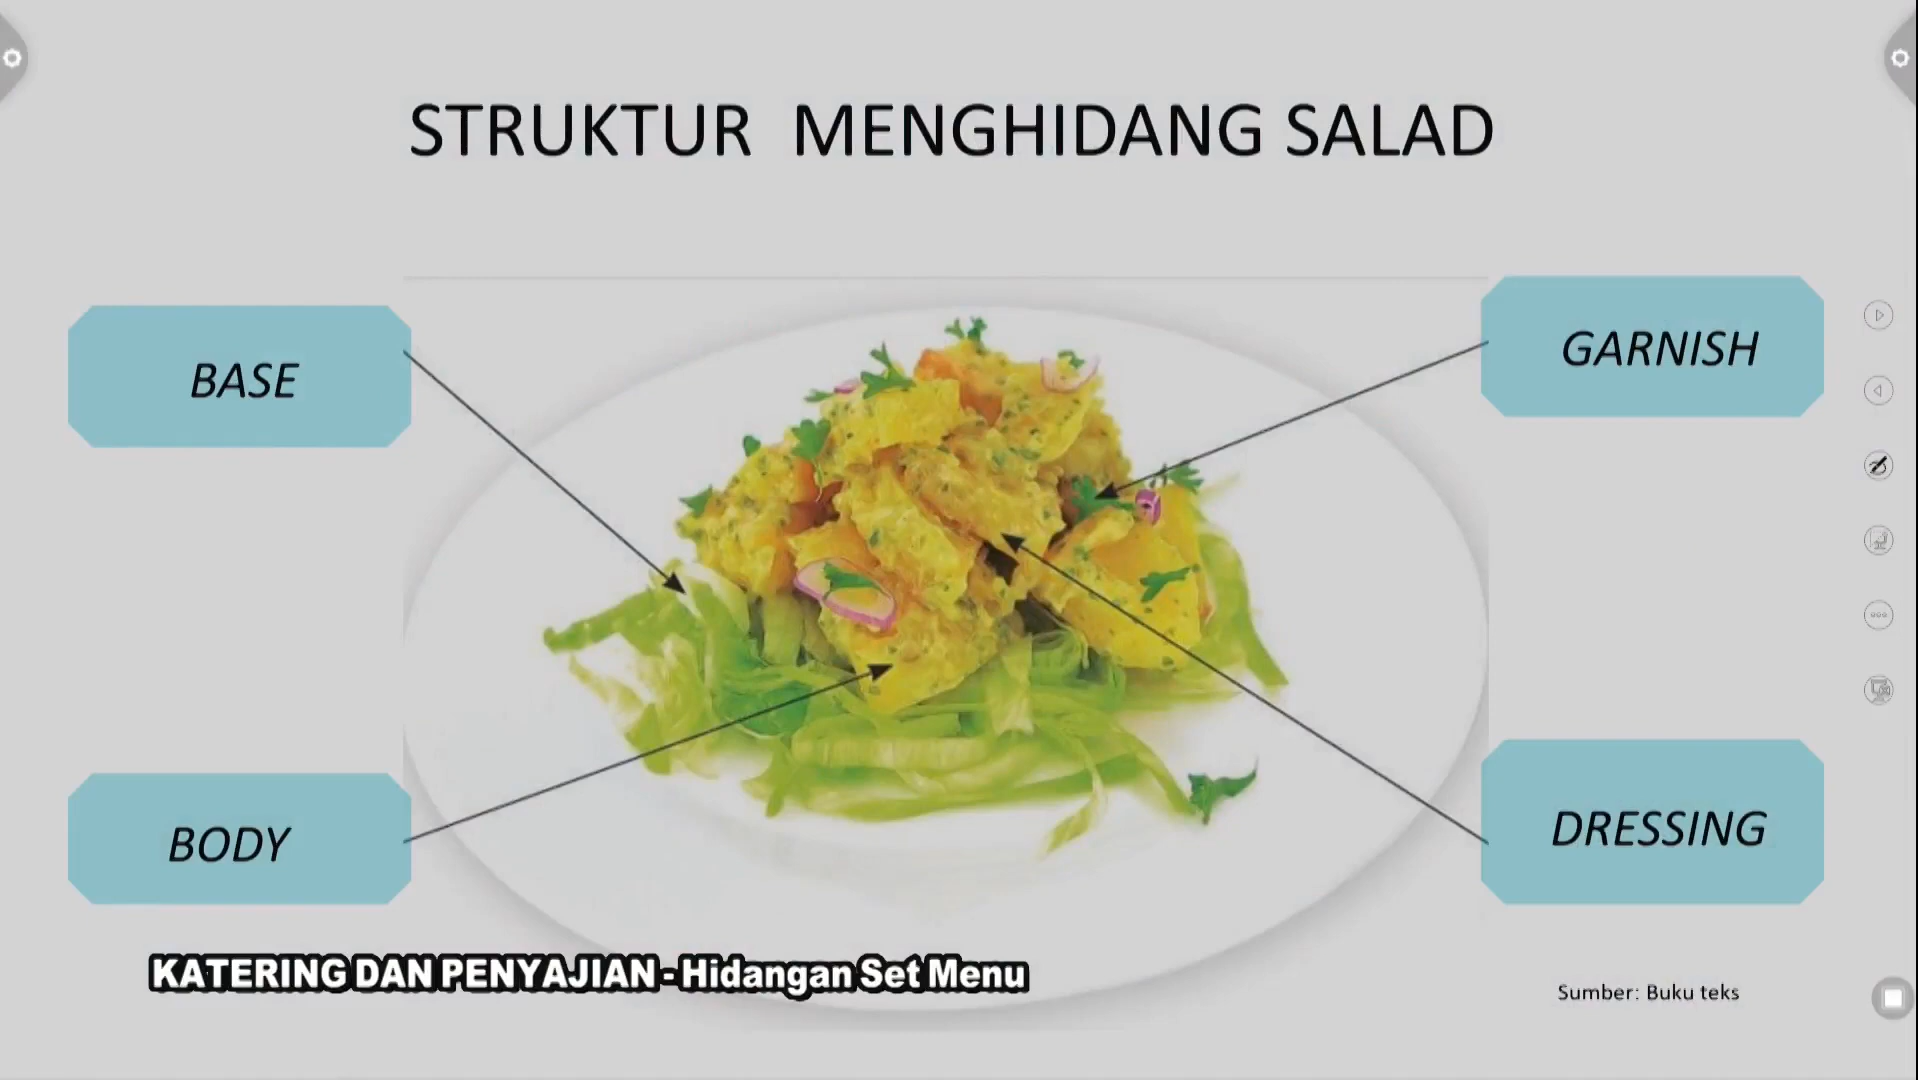 STRUKTUR MENGHIDANG SALAD
BASE
GARNISH
BODY
DRESSING
KATERING DAN PENYAJIAN - Hidangan Set Menu
Sumber: Buku teks